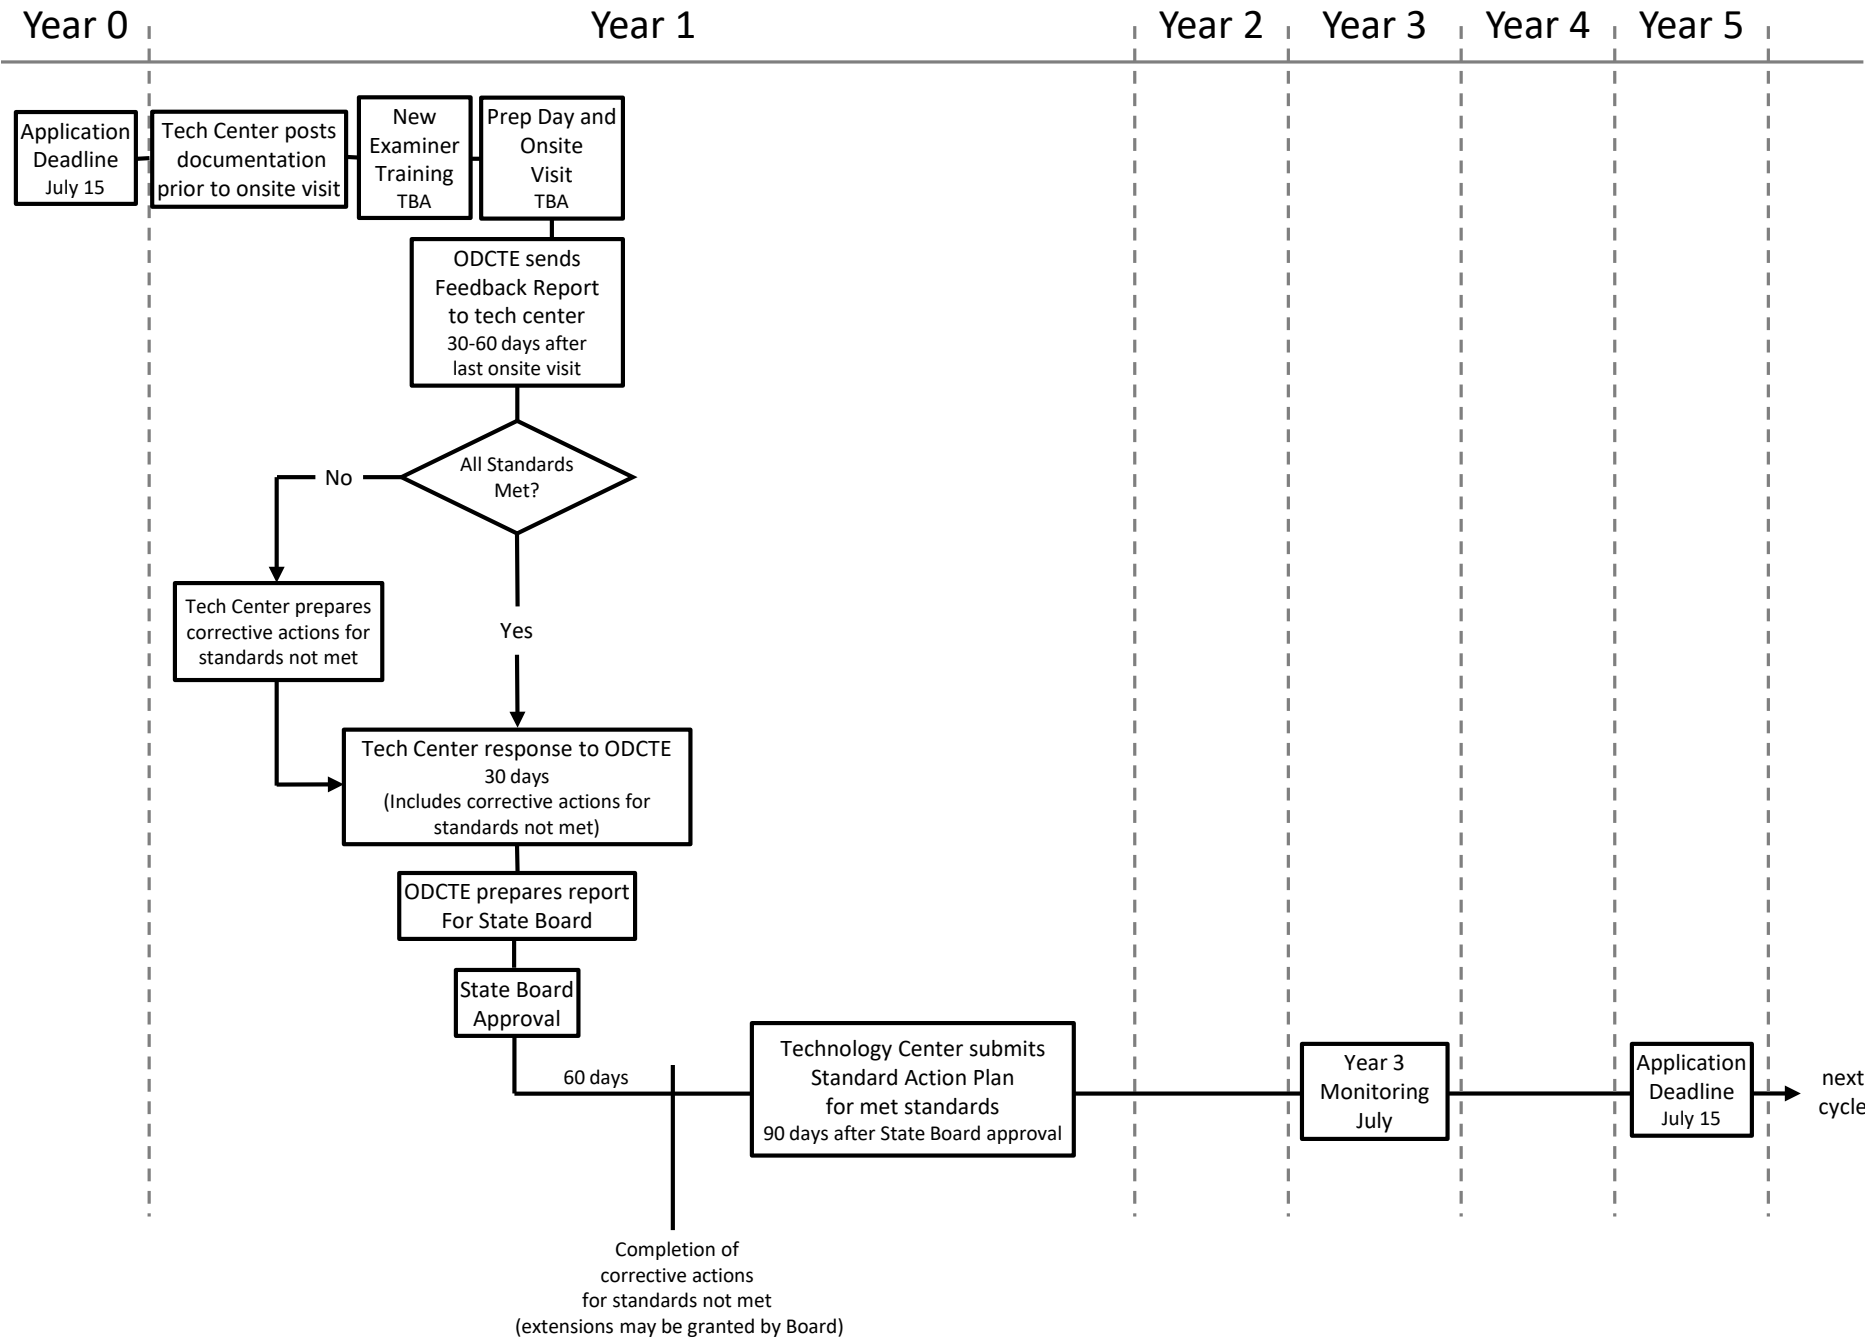 Year 0
Year 1
Year 2
Year 3
Year 4
Year 5
Application
Deadline
July 15
Tech Center posts
documentation
prior to onsite visit
New
Examiner
Training
TBA
Prep Day and
Onsite
Visit
TBA
ODCTE sends
Feedback Report
to tech center
30-60 days after
last onsite visit
All Standards
Met?
No
Tech Center prepares
corrective actions for
standards not met
Yes
Tech Center response to ODCTE
30 days
(Includes corrective actions for
standards not met)
ODCTE prepares report
For State Board
State Board
Approval
60 days
Technology Center submits
Standard Action Plan
for met standards
90 days after State Board approval
Year 3
Monitoring
July
Application
Deadline
July 15
next
cycle
Completion of
corrective actions
for standards not met
(extensions may be granted by Board)